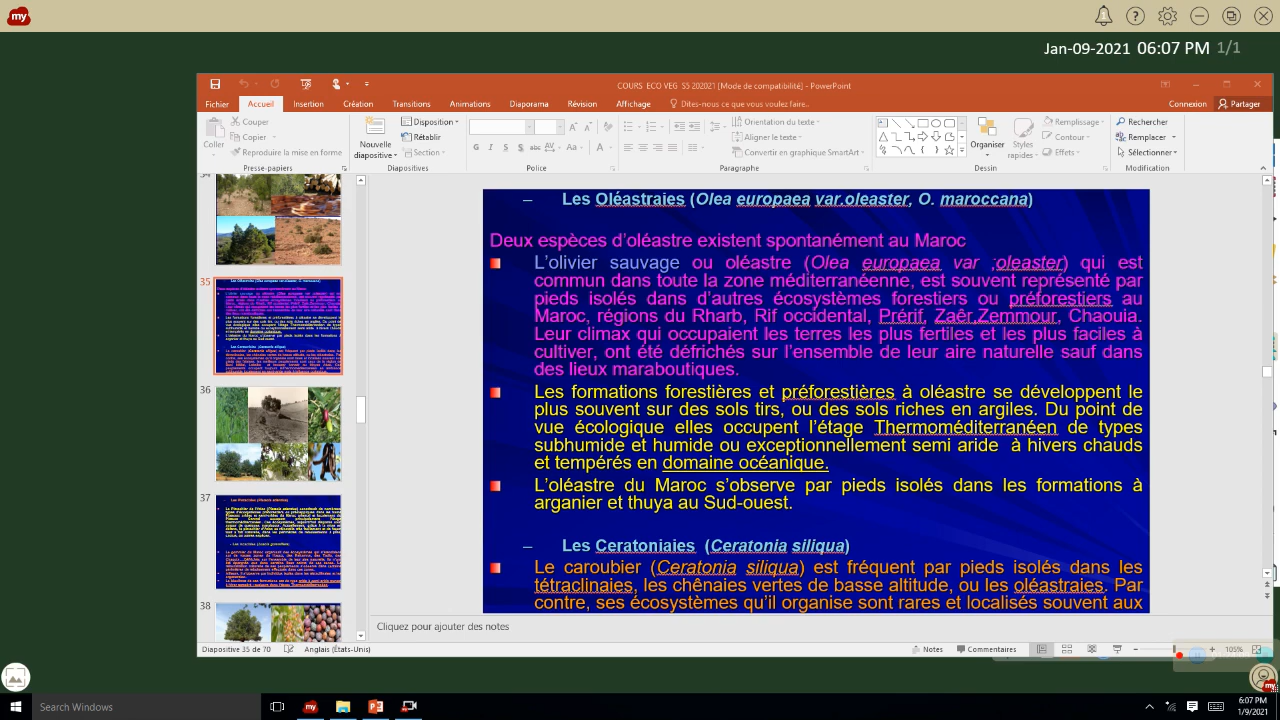 my
Jan-09-2021 06:07 PM 1/1
COURS ECO VEG S5 202021 [Mode de compatibilité] - PowerPoint
Fichier Accueil Insertion Création Transitions Animations Diaporama Révision Affichage Dites-nous ce que vous voulez faire.. Connexion Partager
Coller
Couper
Copier
Reproduire la mise en forme
Presse-papiers
Nouvelle diapositive
Disposition
Rétablir
Section
Diapositives
G I S S abc AV Aa A
Police
Orientation du texte
Aligner le texte
Convertir en graphique SmartArt
Paragraphe
Organiser
Styles rapides
Remplissage
Contour
Effets
Dessin
Rechercher
Remplacer
Sélectionner
Modification
35
36
37
38
– Les Oléastraies (Olea europaea var.oleaster, O. maroccana)
Deux espèces d’oléastre existent spontanément au Maroc
L’olivier sauvage ou oléastre (Olea europaea var ;oleaster) qui est
commun dans toute la zone méditerranéenne,est souvent représenté par
pieds isolés dans divers écosystèmes forestiers ou préforestiers au
Maroc, régions du Rharb, Rif occidental, Prérif, Zaë,Zemmour, Chaouia.
Leur climax qui occupaient les terres les plus fertiles et les plus faciles à
cultiver, ont été défrichés sur l’ensemble de leur aire naturelle sauf dans
des lieux maraboutiques.
Les formations forestières et préforestières à oléastre se développent le
plus souvent sur des sols tirs, ou des sols riches en argiles. Du point de
vue écologique elles occupent l’étage Thermoméditerranéen de types
subhumide et humide ou exceptionnellement semi aride à hivers chauds
et tempérés en domaine océanique.
L’oléastre du Maroc s’observe par pieds isolés dans les formations à
arganier et thuya au Sud-ouest.
– Les Ceratoniaies (Ceratonia siliqua)
Le caroubier (Ceratonia siliqua) est fréquent par pieds isolés dans les
tétraclinaies, les chênaies vertes de basse altitude, ou les oléastraies. Par
contre, ses écosystèmes qu’il organise sont rares et localisés souvent aux
Cliquez pour ajouter des notes
Diapositive 35 de 70 Anglais (États-Unis) Notes Commentaires 105%
my
Search Windows
my
6:07 PM
1/9/2021